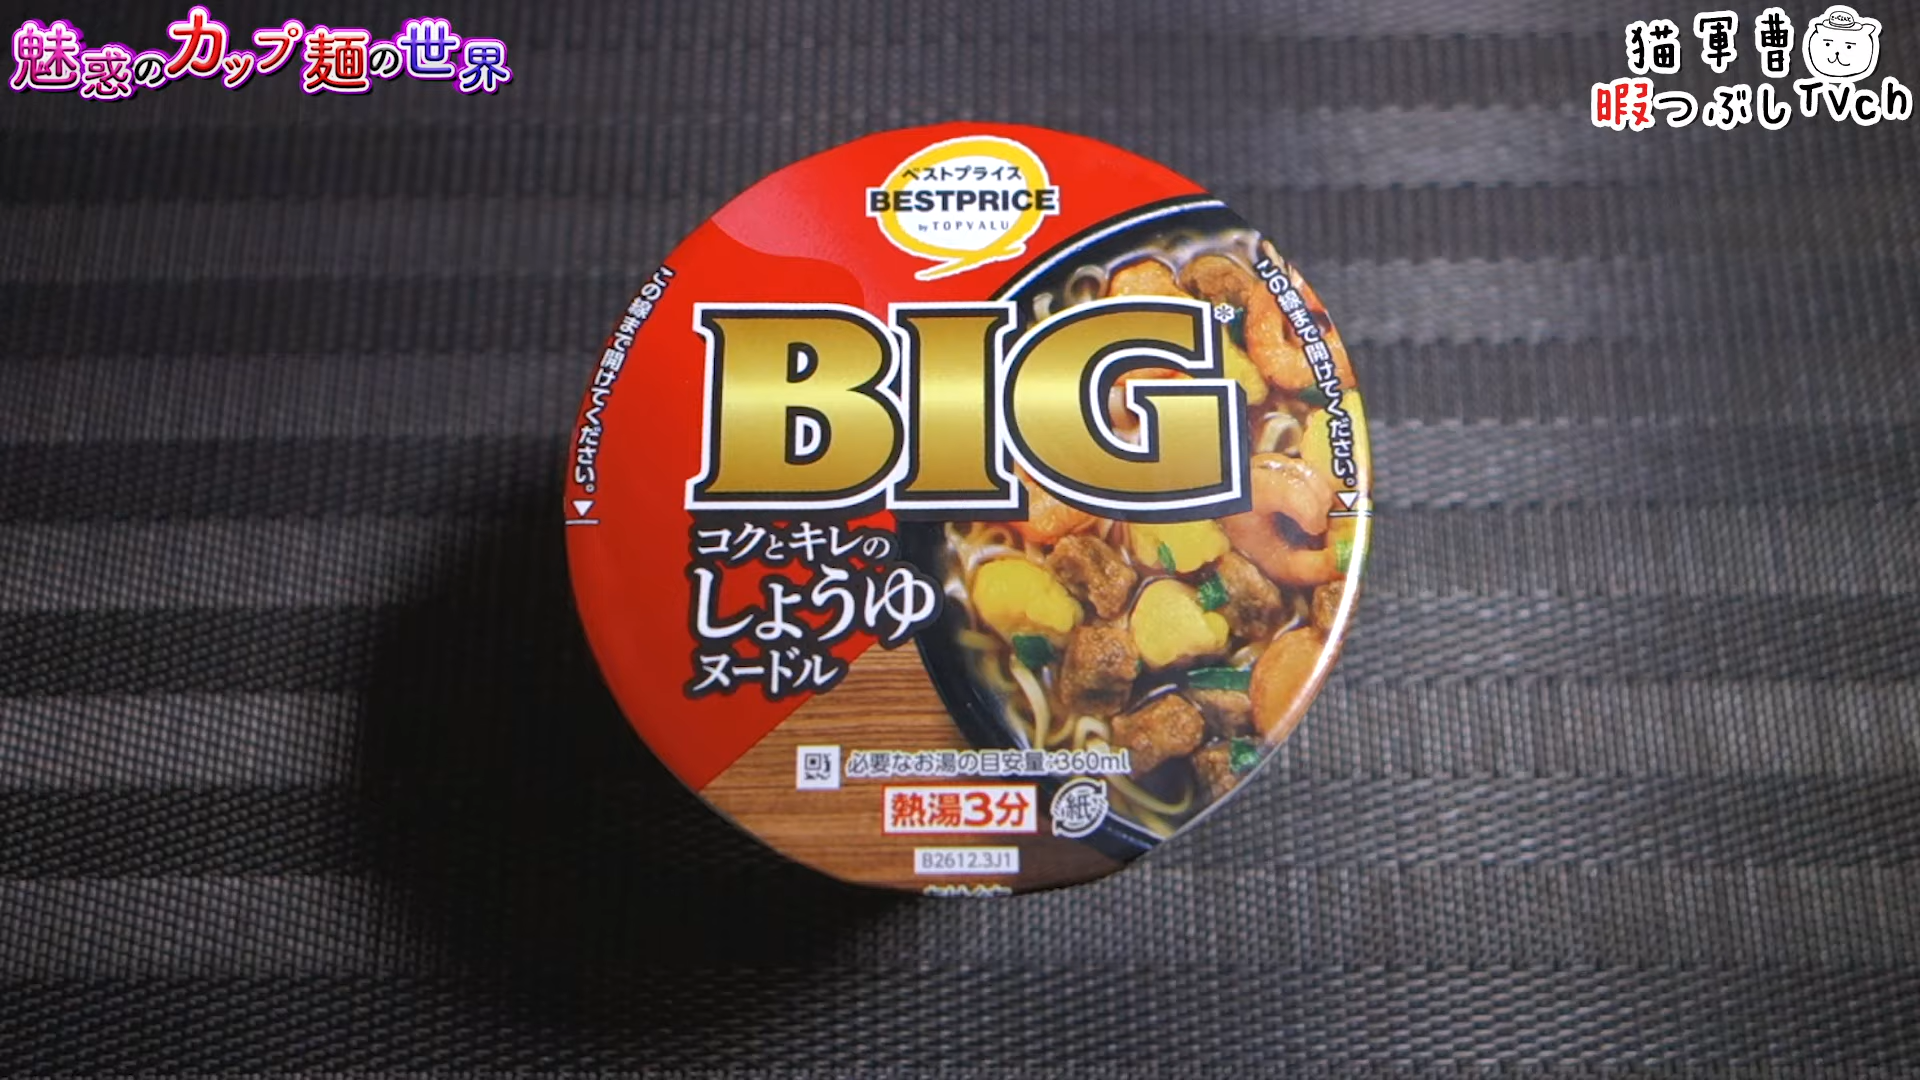 魅惑のカップ麺の世界
猫軍曹
暇つぶしTVch
ベストプライス
BESTPRICE
by TOPVALU
この線まで開けてください。
この線まで開けてください。
BIG*
コクとキレの
しょうゆ
ヌードル
必要なお湯の目安量:360ml
熱湯3分
紙
B2612.3J1